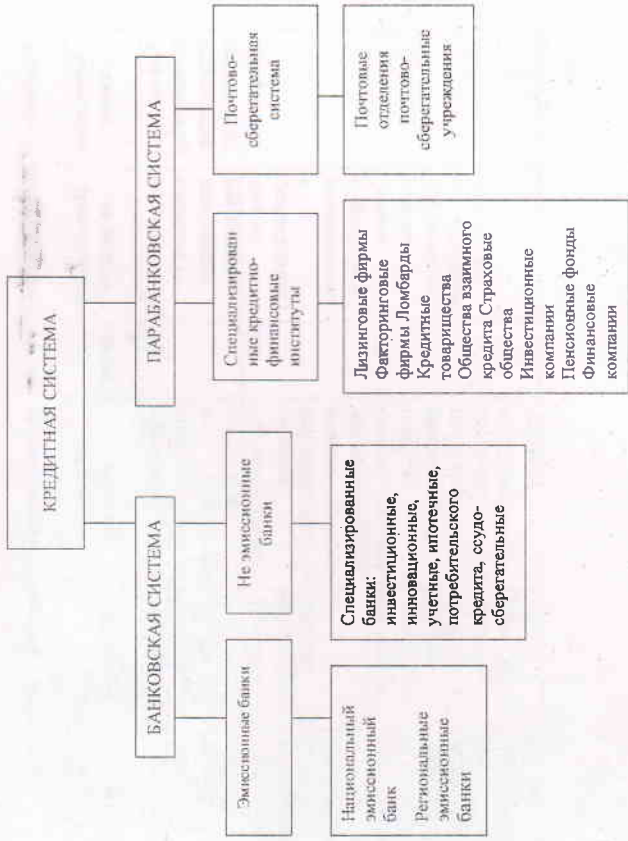 КРЕДИТНАЯ СИСТЕМА
БАНКОВСКАЯ СИСТЕМА
ПАРАБАНКОВСКАЯ СИСТЕМА
Эмиссионные банки
Не эмиссионные
банки
Специализирован
ные кредитно-
финансовые
институты
Почтово-
сберегательная
система
Национальный
эмиссионный
банк
Региональные
эмиссионные
банки
Специализированные
банки:
инвестиционные,
инновационные,
учетные, ипотечные,
потребительского
кредита, ссудо-
сберегательные
Лизинговые фирмы
Факторинговые
фирмы Ломбарды
Кредитные
товарищества
Общества взаимного
кредита Страховые
общества
Инвестиционные
компании
Пенсионные фонды
Финансовые
компании
Почтовые
отделения
почтово-
сберегательные
учреждения